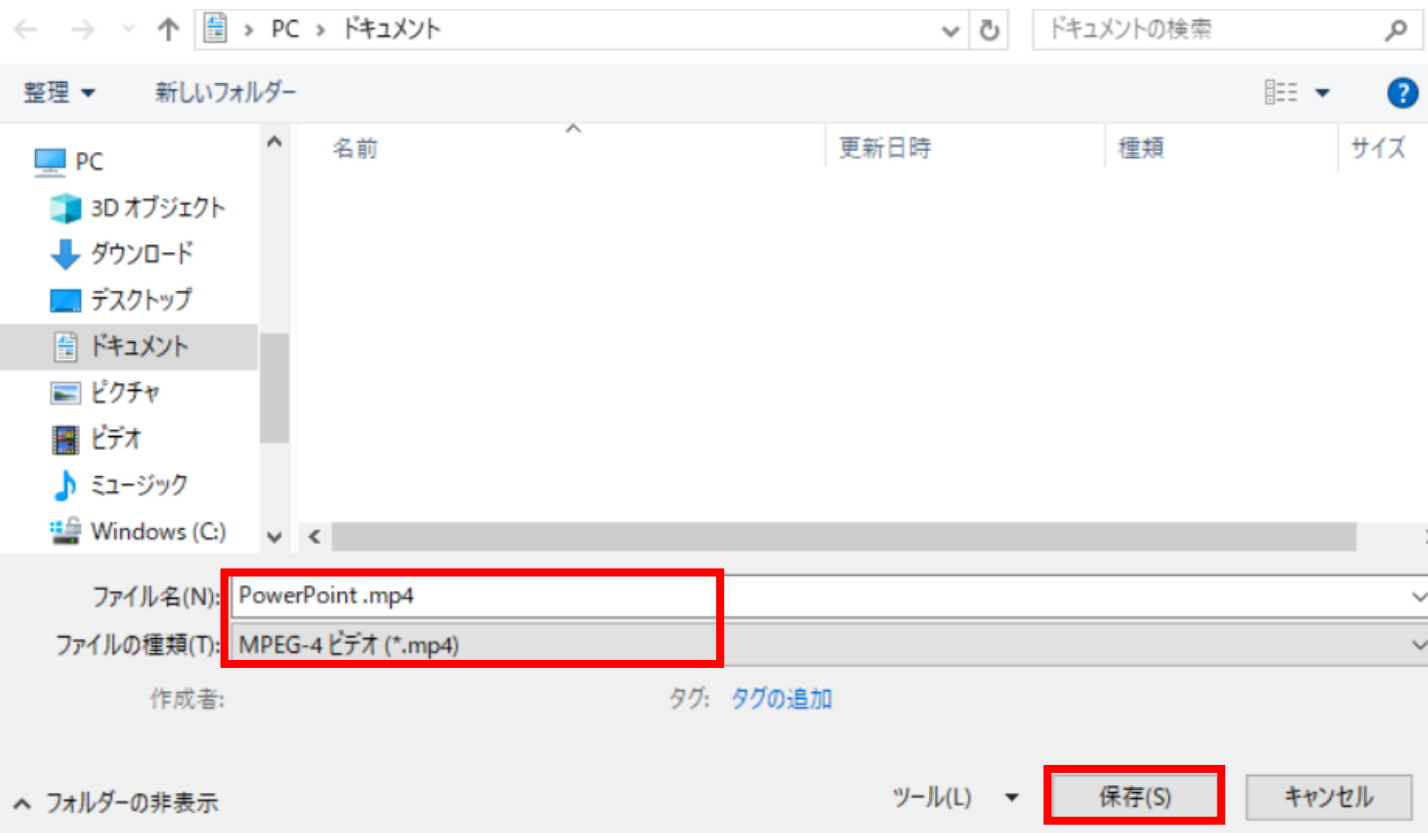 PC › ドキュメント
ドキュメントの検索
整理
新しいフォルダー
?
名前
更新日時
種類
サイズ
PC
3D オブジェクト
ダウンロード
デスクトップ
ドキュメント
ピクチャ
ビデオ
ミュージック
Windows (C:)
ファイル名(N): PowerPoint .mp4
ファイルの種類(T): MPEG-4 ビデオ (*.mp4)
作成者:
タグ: タグの追加
フォルダーの非表示
ツール(L)
保存(S)
キャンセル